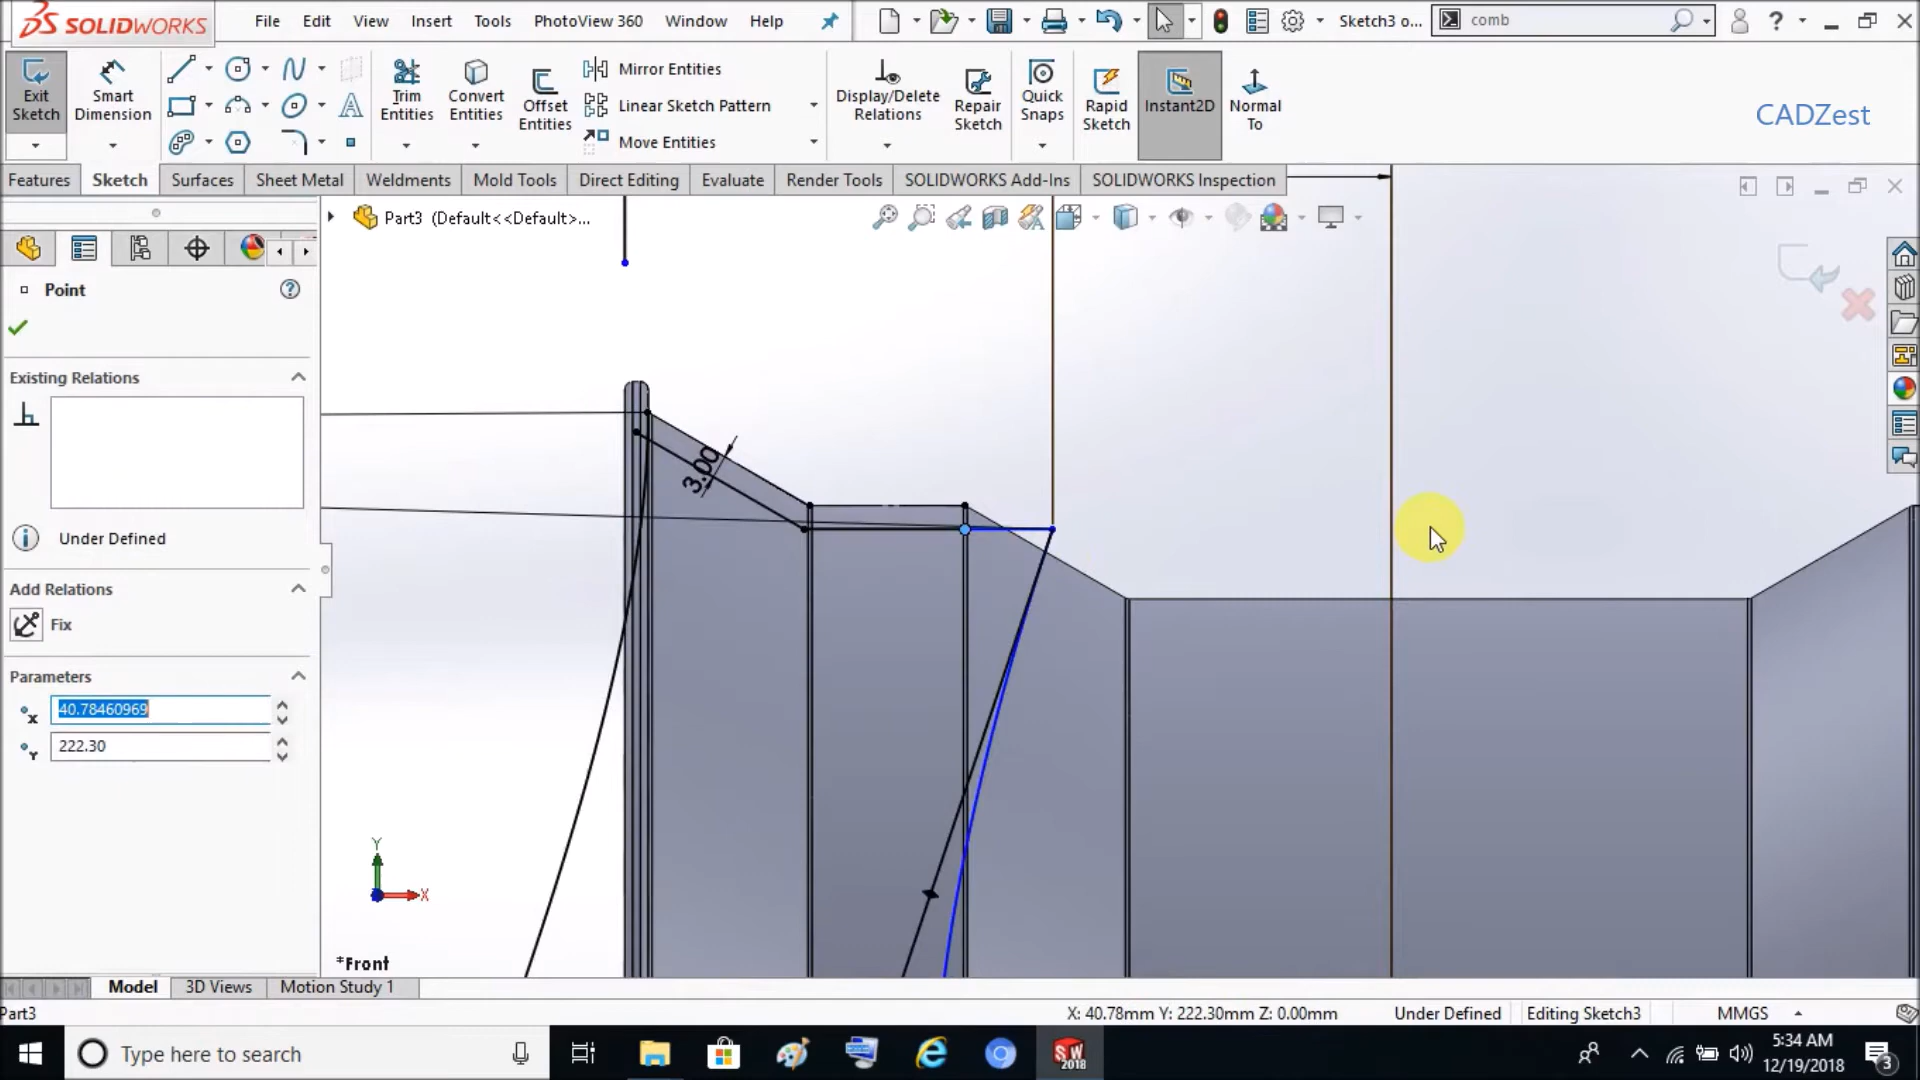 SOLIDWORKS
File Edit View Insert Tools PhotoView 360 Window Help
Sketch3 o...
comb
Exit Sketch
Smart Dimension
Trim Entities
Convert Entities
Offset Entities
Mirror Entities
Linear Sketch Pattern
Move Entities
Display/Delete Relations
Repair Sketch
Quick Snaps
Rapid Sketch
Instant2D
Normal To
CADZest
Features Sketch Surfaces Sheet Metal Weldments Mold Tools Direct Editing Evaluate Render Tools SOLIDWORKS Add-Ins SOLIDWORKS Inspection
Part3 (Default<<Default>...
Point
Existing Relations
Under Defined
Add Relations
Fix
Parameters
X 40.78460969
Y 222.30
3.00
Y
X
*Front
Model 3D Views Motion Study 1
Part3
X: 40.78mm Y: 222.30mm Z: 0.00mm Under Defined Editing Sketch3 MMGS
Type here to search
SW 2018
5:34 AM
12/19/2018
3